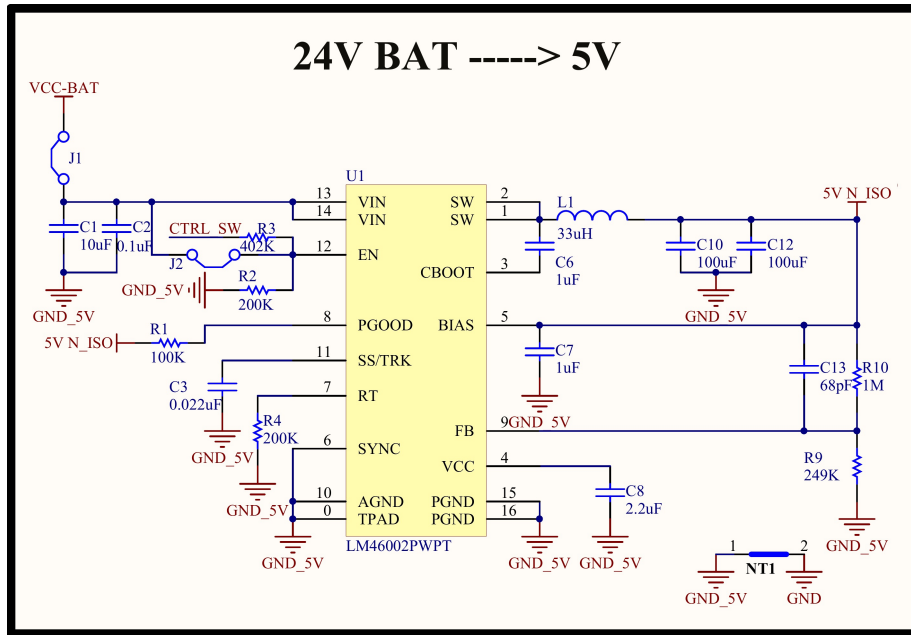 24V BAT -----> 5V
VCC-BAT
J1
U1
C1
10uF
C2
0.1uF
CTRL_SW
R3
402K
J2
R2
200K
GND_5V
GND_5V
5V N_ISO
R1
100K
C3
0.022uF
GND_5V
R4
200K
GND_5V
GND_5V
13 VIN
14 VIN
12 EN
8 PGOOD
11 SS/TRK
7 RT
6 SYNC
10 AGND
0 TPAD
SW 2
SW 1
CBOOT 3
BIAS 5
FB 9
VCC 4
PGND 15
PGND 16
LM46002PWPT
L1
33uH
C6
1uF
C10
100uF
C12
100uF
GND_5V
5V N_ISO
C7
1uF
GND_5V
C13
68pF
R10
1M
R9
249K
GND_5V
C8
2.2uF
GND_5V
GND_5V
1 2
NT1
GND_5V
GND